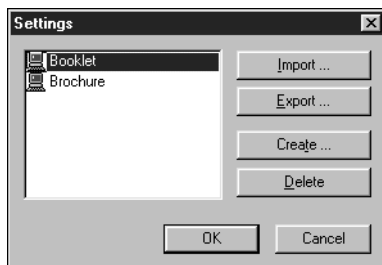 Settings
Booklet
Brochure
Import ...
Export ...
Create ...
Delete
OK
Cancel